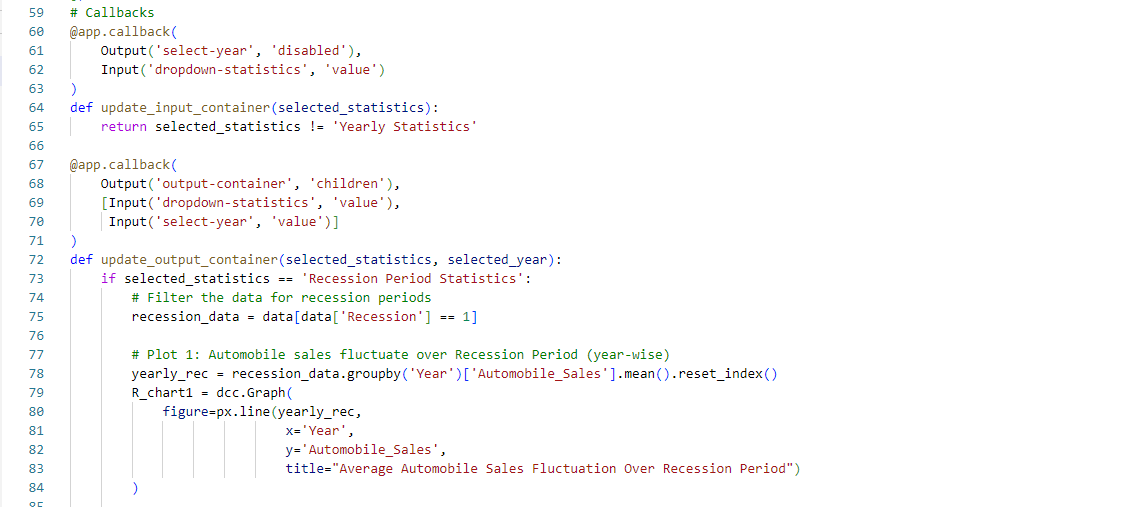 59 # Callbacks
60 @app.callback(
61     Output('select-year', 'disabled'),
62     Input('dropdown-statistics', 'value')
63 )
64 def update_input_container(selected_statistics):
65     return selected_statistics != 'Yearly Statistics'
66
67 @app.callback(
68     Output('output-container', 'children'),
69     [Input('dropdown-statistics', 'value'),
70      Input('select-year', 'value')]
71 )
72 def update_output_container(selected_statistics, selected_year):
73     if selected_statistics == 'Recession Period Statistics':
74         # Filter the data for recession periods
75         recession_data = data[data['Recession'] == 1]
76
77         # Plot 1: Automobile sales fluctuate over Recession Period (year-wise)
78         yearly_rec = recession_data.groupby('Year')['Automobile_Sales'].mean().reset_index()
79         R_chart1 = dcc.Graph(
80             figure=px.line(yearly_rec,
81                             x='Year',
82                             y='Automobile_Sales',
83                             title="Average Automobile Sales Fluctuation Over Recession Period")
84         )
85